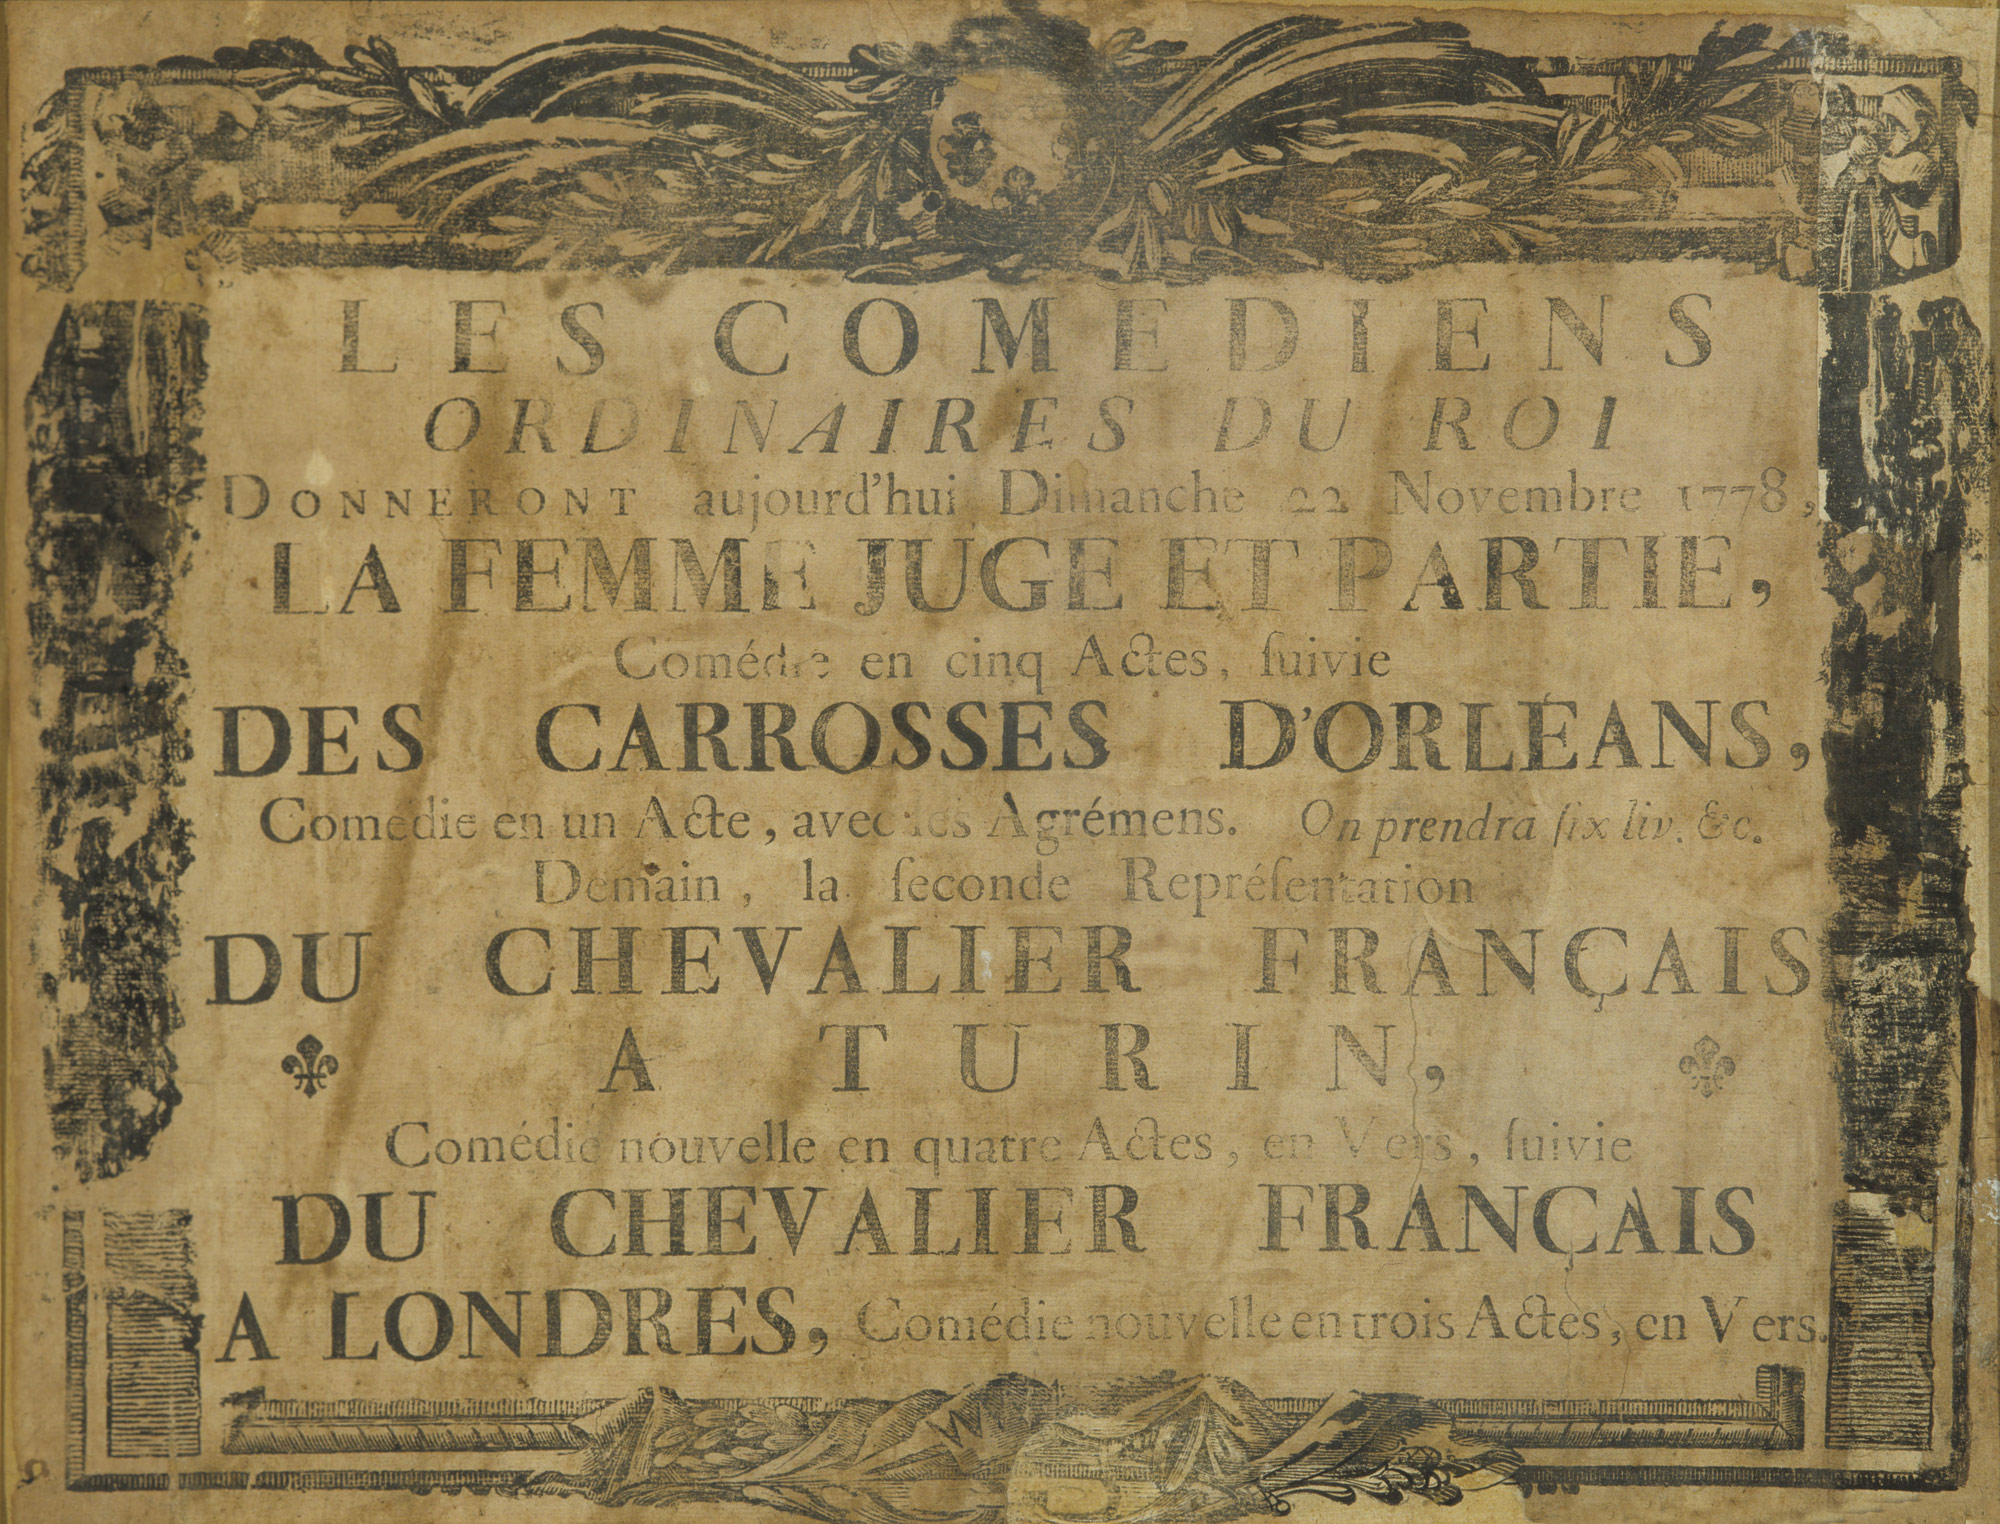 LES COMEDIENS
ORDINAIRES DU ROI
DONNERONT aujourd'hui Dimanche 22 Novembre 1778,
LA FEMME JUGE ET PARTIE,
Comédie en cinq Actes, ſuivie
DES CARROSSES D'ORLÉANS,
Comédie en un Acte, avec les Agrémens. On prendra ſix liv. &c.
Demain, la ſeconde Repréſentation
DU CHEVALIER FRANÇAIS
A TURIN,
Comédie nouvelle en quatre Actes, en Vers, ſuivie
DU CHEVALIER FRANÇAIS
A LONDRES, Comédie nouvelle en trois Actes, en Vers.